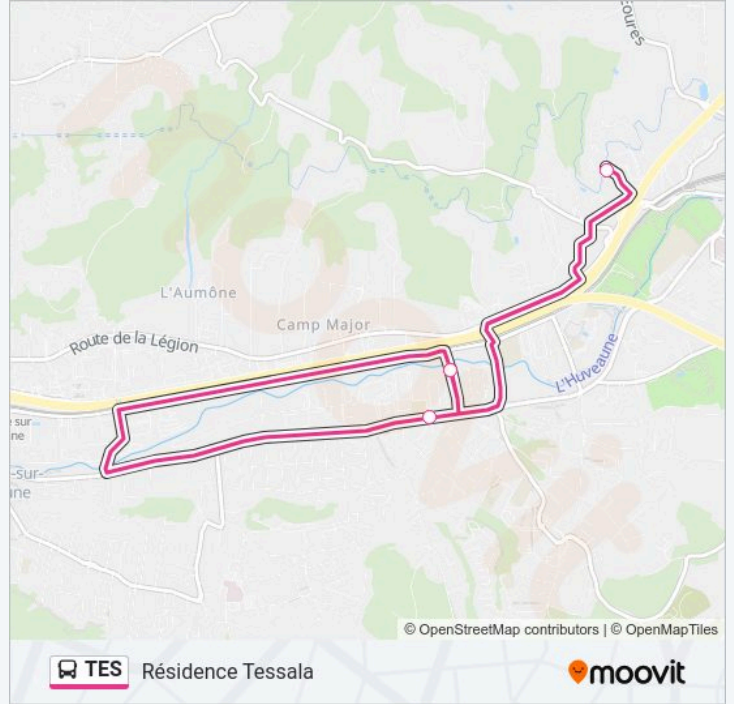 coures
L'Aumône
Camp Major
Route de la Légion
L'Huveaune
e sur
ne
-sur-
une
© OpenStreetMap contributors | © OpenMapTiles
TES Résidence Tessala moovit